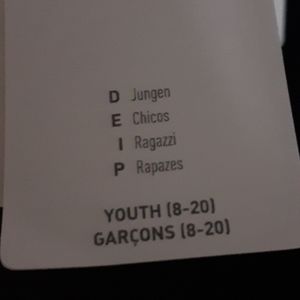 D Jungen
E Chicos
I Ragazzi
P Rapazes
YOUTH (8-20)
GARÇONS (8-20)